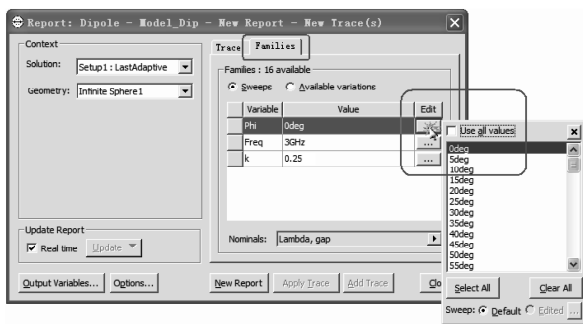 Report: Dipole - Model_Dip - New Report - New Trace(s)
Context
Solution: Setup1 : LastAdaptive
Geometry: Infinite Sphere1
Update Report
Real time Update
Output Variables... Options...
Trace Families
Families : 16 available
Sweeps Available variations
Variable Value Edit
Phi 0deg
Freq 3GHz ...
k 0.25 ...
Nominals: Lambda, gap
New Report Apply Trace Add Trace Clo
Use all values
0deg
5deg
10deg
15deg
20deg
25deg
30deg
35deg
40deg
45deg
50deg
55deg
Select All Clear All
Sweep: Default Edited ...